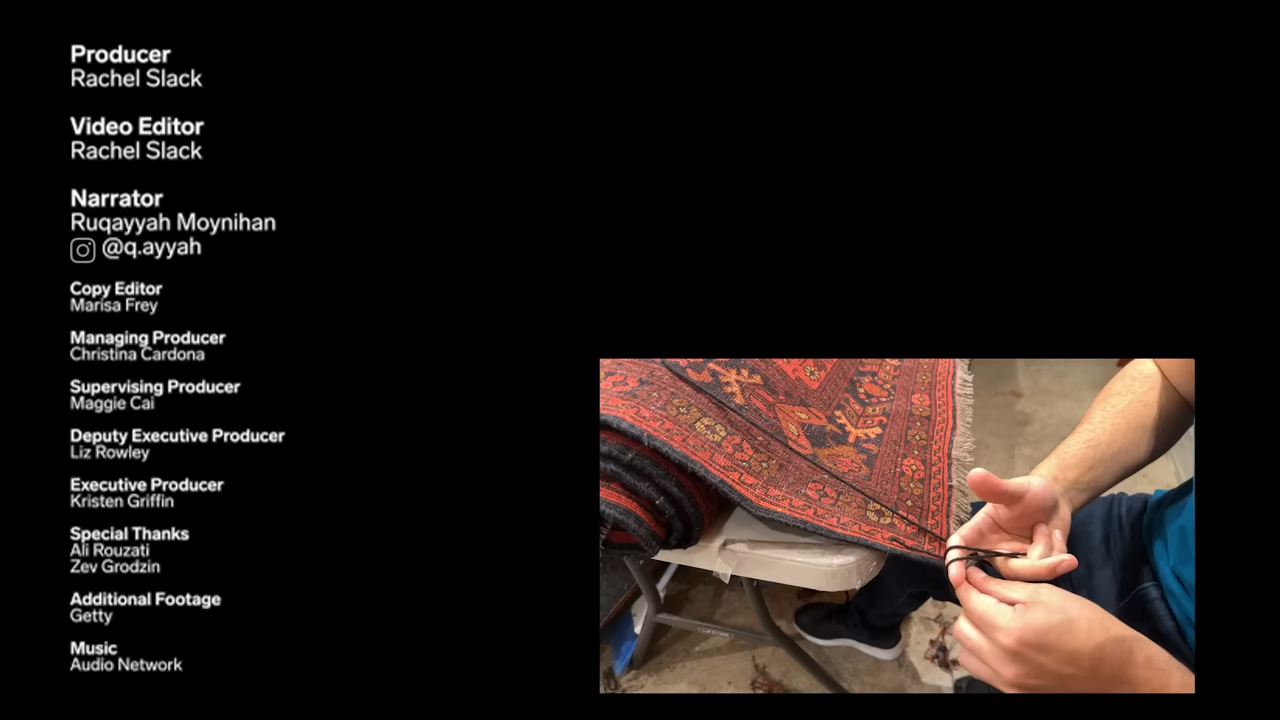 Producer
Rachel Slack
Video Editor
Rachel Slack
Narrator
Ruqayyah Moynihan
@q.ayyah
Copy Editor
Marisa Frey
Managing Producer
Christina Cardona
Supervising Producer
Maggie Cai
Deputy Executive Producer
Liz Rowley
Executive Producer
Kristen Griffin
Special Thanks
Ali Rouzati
Zev Grodzin
Additional Footage
Getty
Music
Audio Network